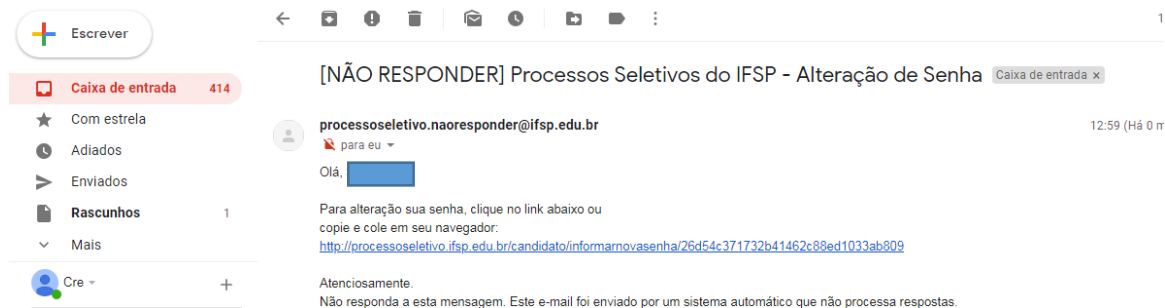 Escrever
Caixa de entrada 414
Com estrela
Adiados
Enviados
Rascunhos 1
Mais
Cre
[NÃO RESPONDER] Processos Seletivos do IFSP - Alteração de Senha Caixa de entrada x
processoseletivo.naoresponder@ifsp.edu.br 12:59 (Há 0 m
para eu
Olá,
Para alteração sua senha, clique no link abaixo ou
copie e cole em seu navegador:
http://processoseletivo.ifsp.edu.br/candidato/informarnovasenha/26d54c371732b41462c88ed1033ab809
Atenciosamente.
Não responda a esta mensagem. Este e-mail foi enviado por um sistema automático que não processa respostas.